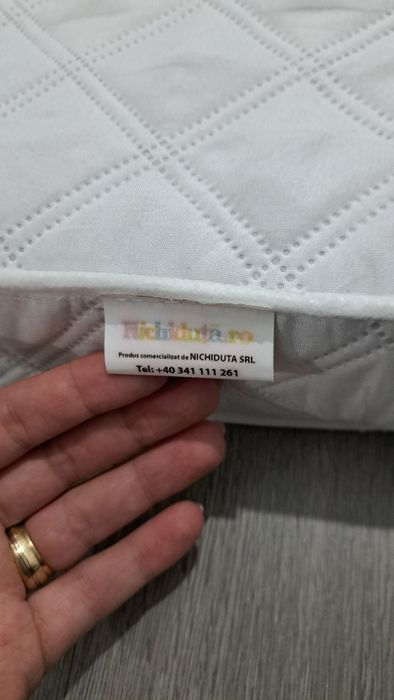 Nichiduța.ro
Produs comercializat de NICHIDUTA SRL
Tel: +40 341 111 261